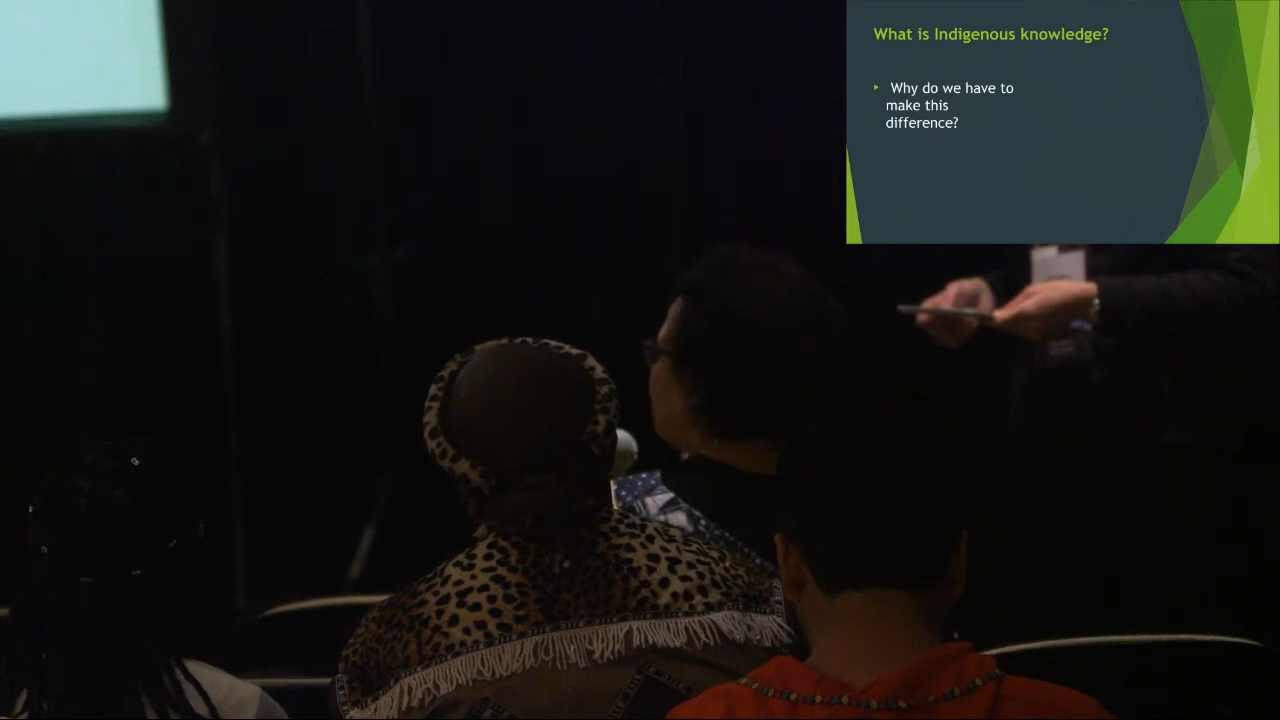 What is Indigenous knowledge?
Why do we have to
make this
difference?